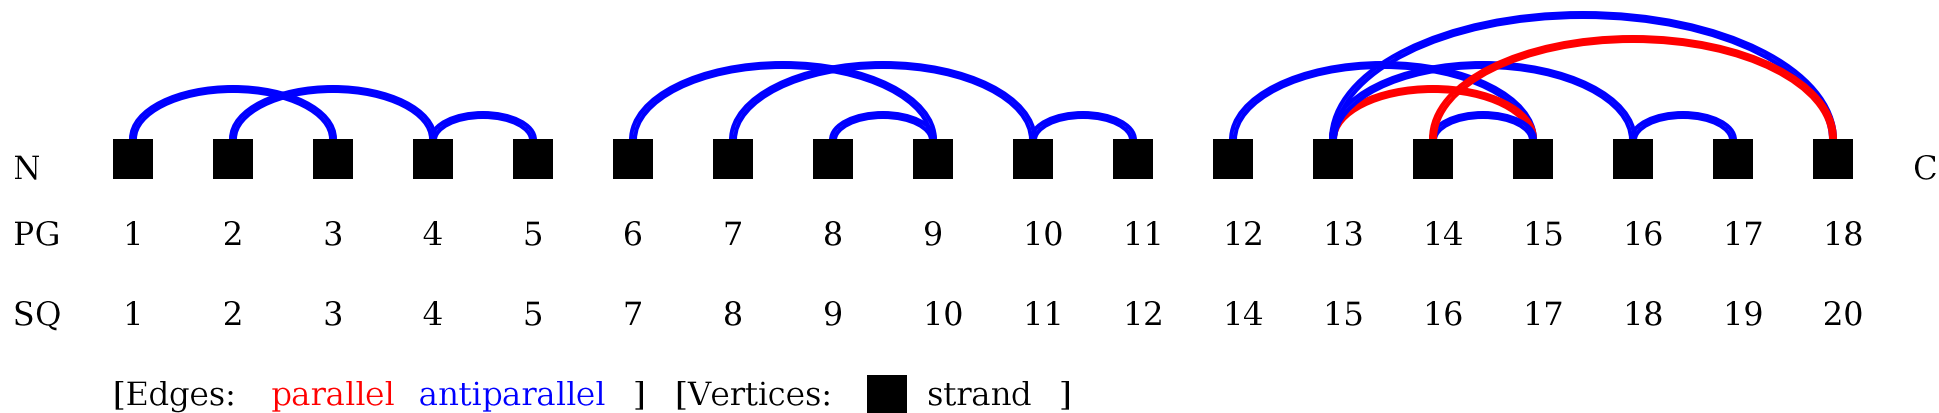 N C
PG 1 2 3 4 5 6 7 8 9 10 11 12 13 14 15 16 17 18
SQ 1 2 3 4 5 7 8 9 10 11 12 14 15 16 17 18 19 20
[Edges: parallel antiparallel ] [Vertices: strand ]